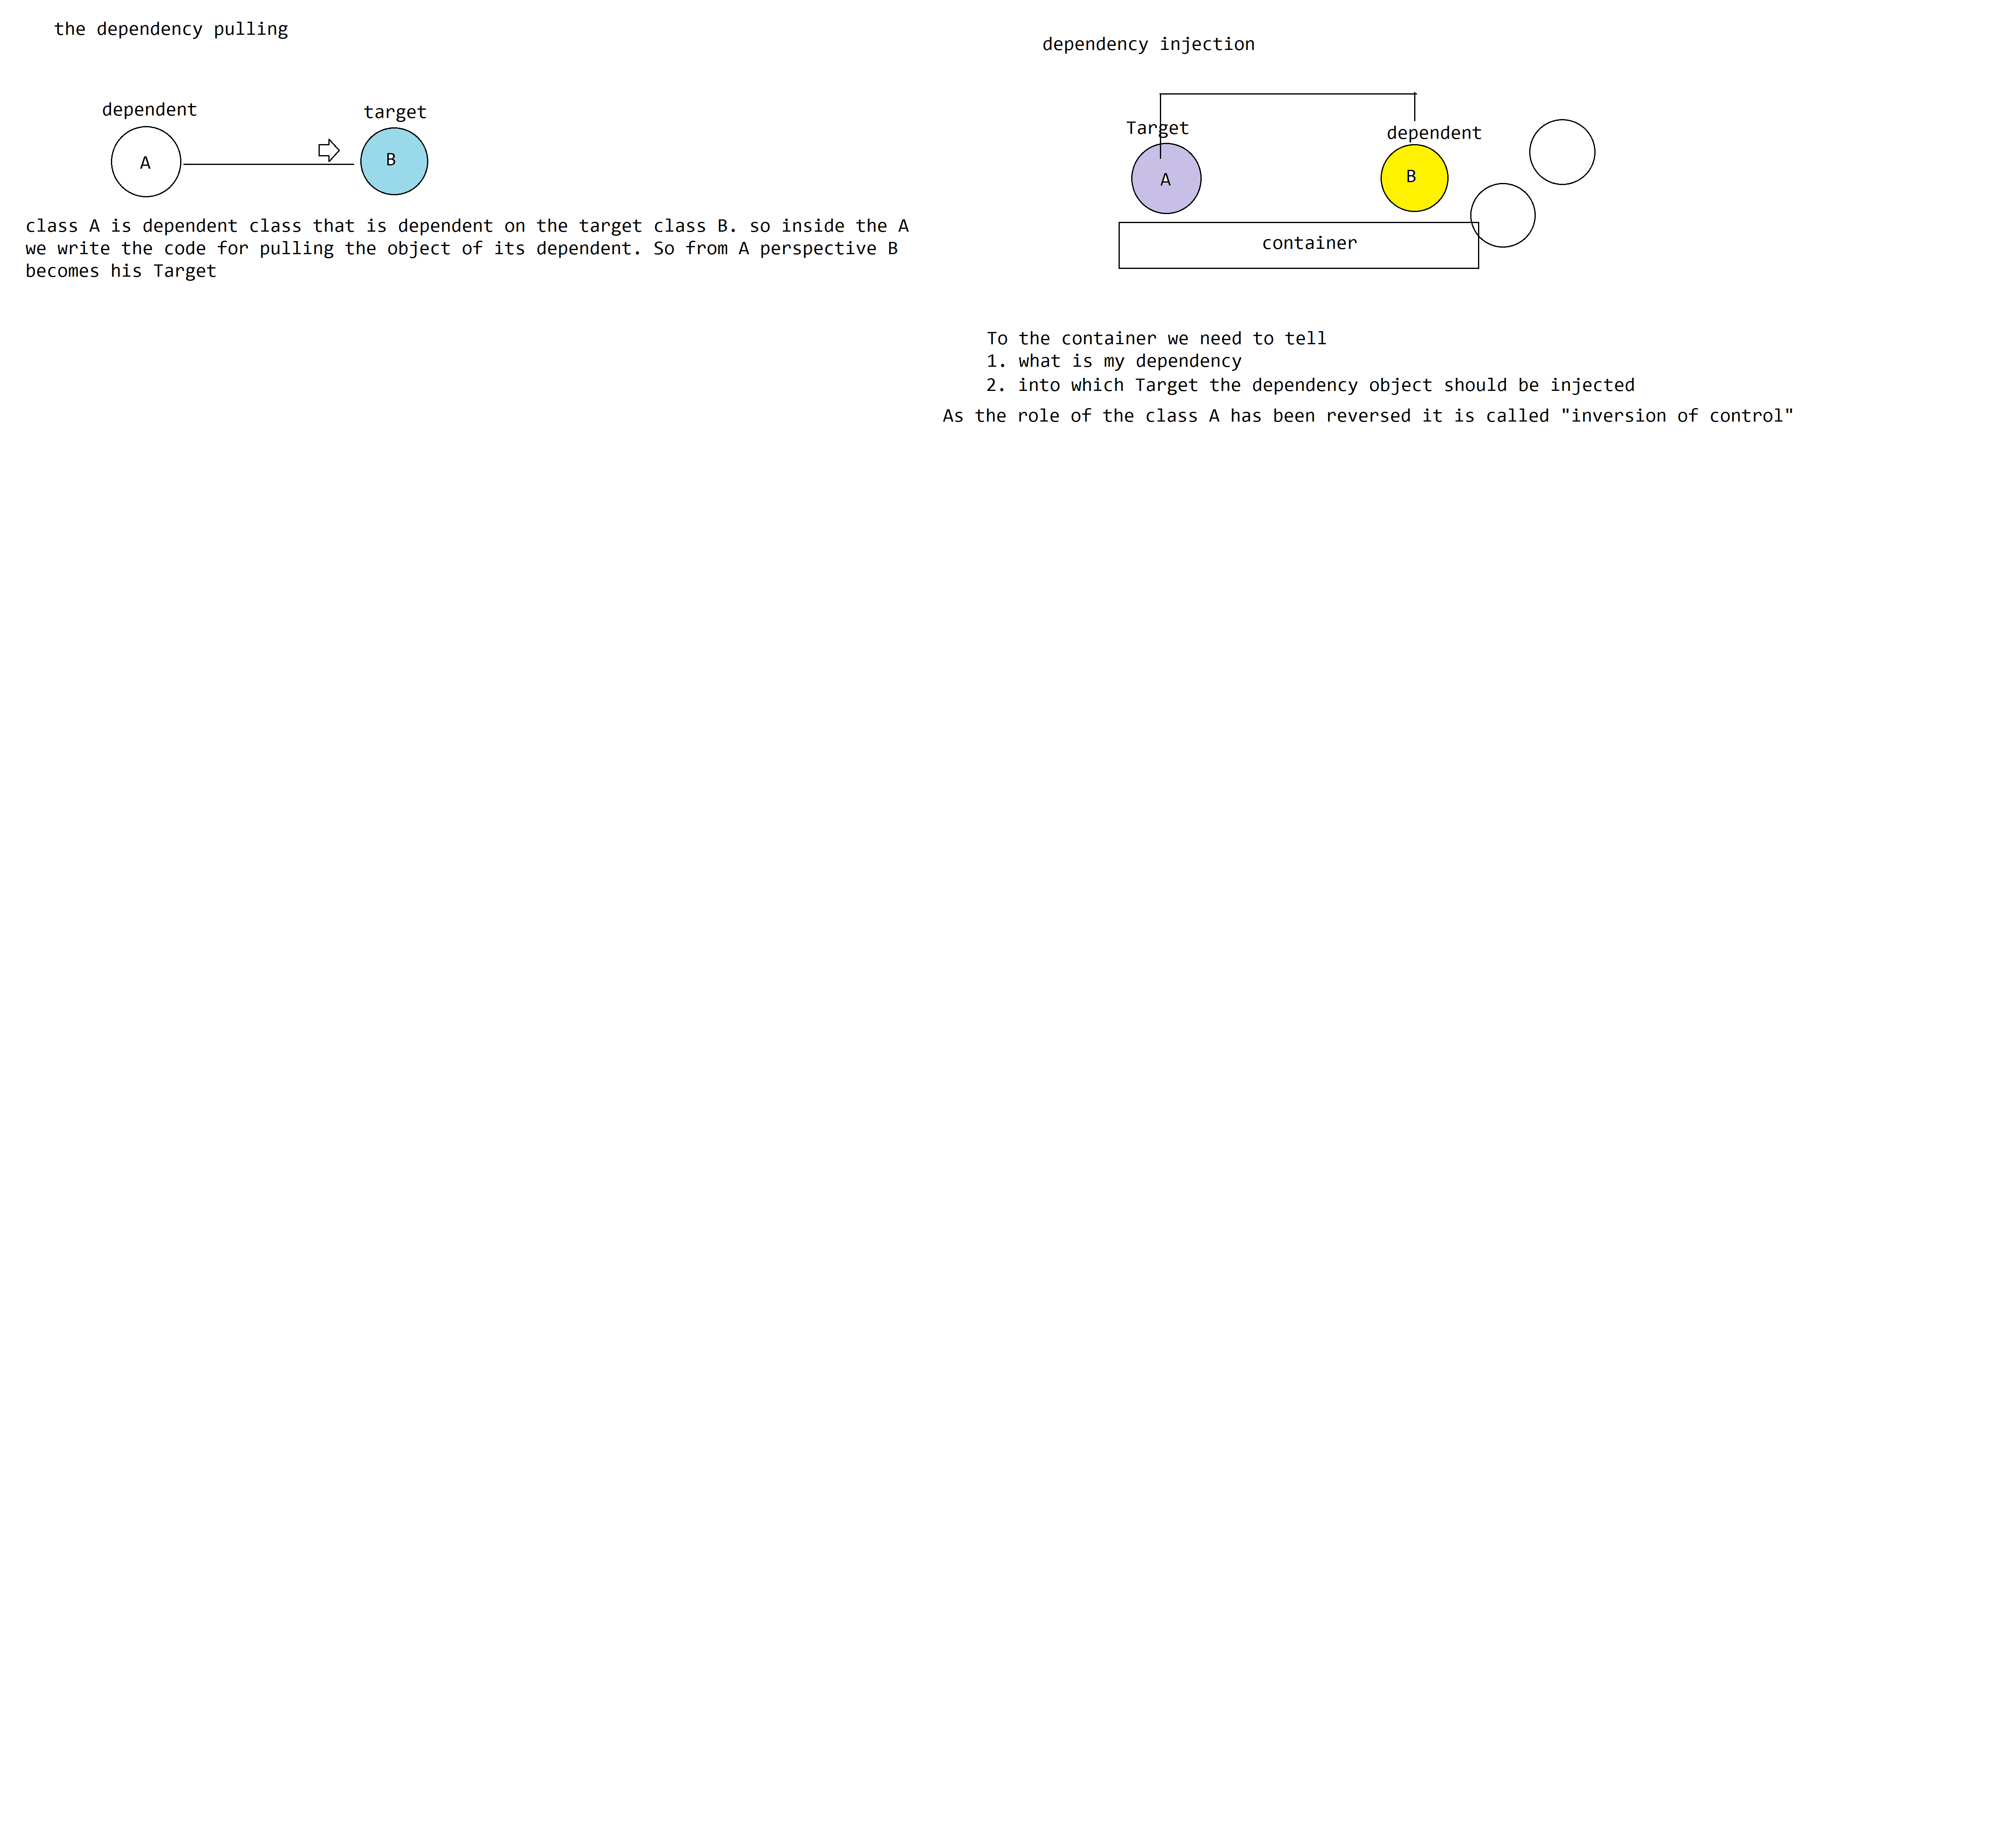 the dependency pulling
dependent
target
A
B
class A is dependent class that is dependent on the target class B. so inside the A
we write the code for pulling the object of its dependent. So from A perspective B
becomes his Target
dependency injection
Target
dependent
A
B
container
To the container we need to tell
1. what is my dependency
2. into which Target the dependency object should be injected
As the role of the class A has been reversed it is called "inversion of control"